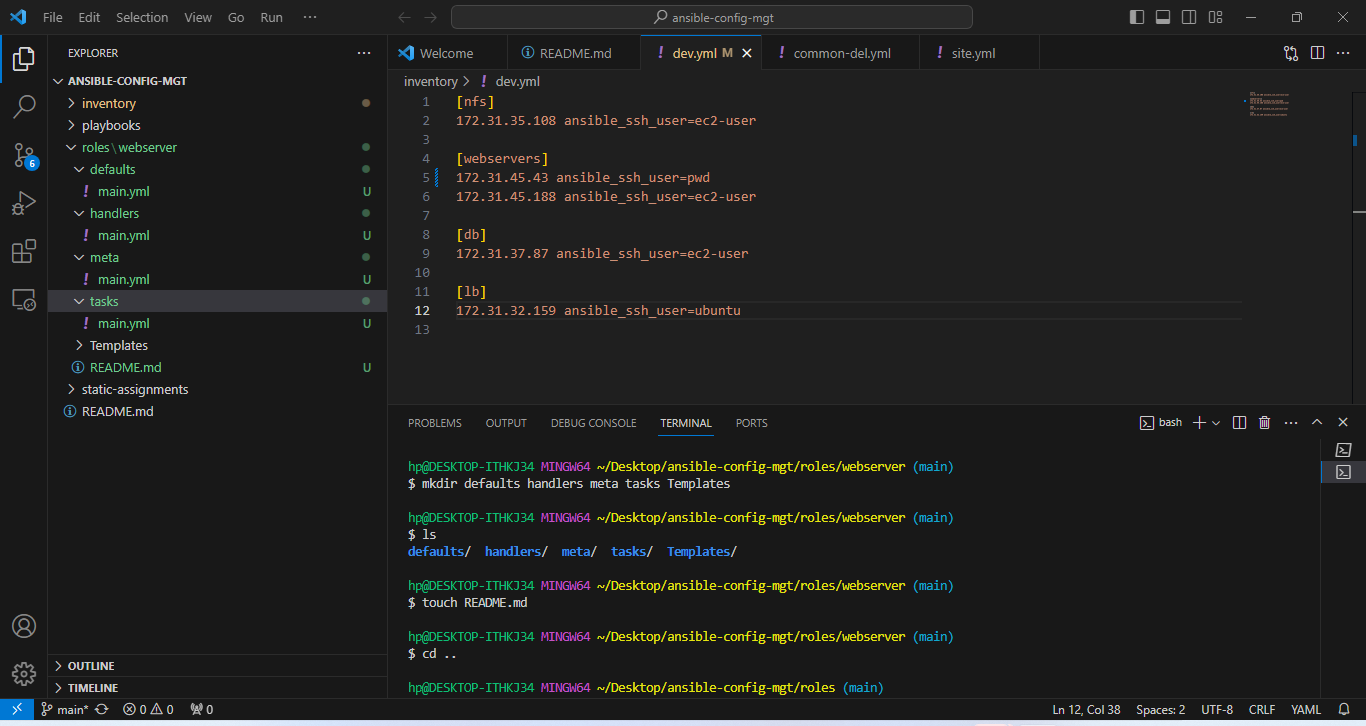 File Edit Selection View Go Run ···
ansible-config-mgt
EXPLORER
ANSIBLE-CONFIG-MGT
inventory
playbooks
roles\webserver
defaults
main.yml U
handlers
main.yml U
meta
main.yml U
tasks
main.yml U
Templates
README.md U
static-assignments
README.md
OUTLINE
TIMELINE
6
Welcome README.md dev.yml M common-del.yml site.yml
inventory > dev.yml
1 [nfs]
2 172.31.35.108 ansible_ssh_user=ec2-user
3
4 [webservers]
5 172.31.45.43 ansible_ssh_user=pwd
6 172.31.45.188 ansible_ssh_user=ec2-user
7
8 [db]
9 172.31.37.87 ansible_ssh_user=ec2-user
10
11 [lb]
12 172.31.32.159 ansible_ssh_user=ubuntu
13
PROBLEMS OUTPUT DEBUG CONSOLE TERMINAL PORTS
bash
hp@DESKTOP-ITHKJ34 MINGW64 ~/Desktop/ansible-config-mgt/roles/webserver (main)
$ mkdir defaults handlers meta tasks Templates
hp@DESKTOP-ITHKJ34 MINGW64 ~/Desktop/ansible-config-mgt/roles/webserver (main)
$ ls
defaults/ handlers/ meta/ tasks/ Templates/
hp@DESKTOP-ITHKJ34 MINGW64 ~/Desktop/ansible-config-mgt/roles/webserver (main)
$ touch README.md
hp@DESKTOP-ITHKJ34 MINGW64 ~/Desktop/ansible-config-mgt/roles/webserver (main)
$ cd ..
hp@DESKTOP-ITHKJ34 MINGW64 ~/Desktop/ansible-config-mgt/roles (main)
main* 0 0 0 Ln 12, Col 38 Spaces: 2 UTF-8 CRLF YAML